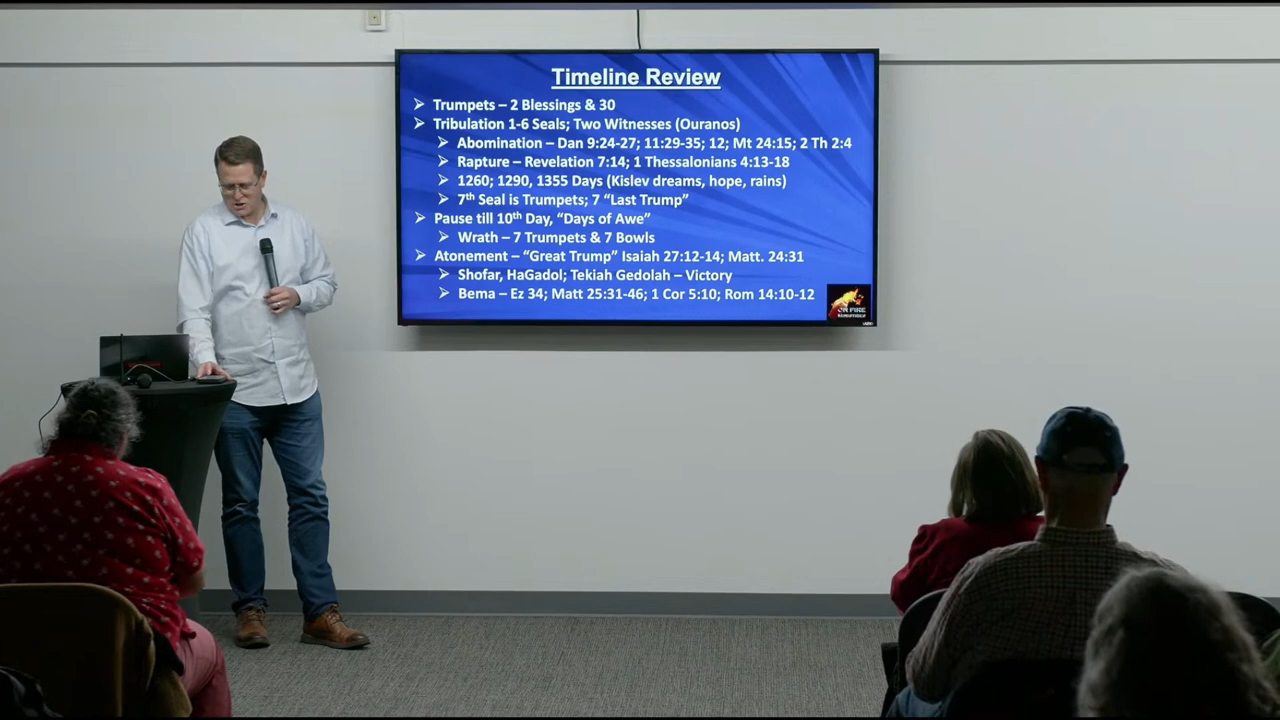 Timeline Review
➢ Trumpets – 2 Blessings & 30
➢ Tribulation 1-6 Seals; Two Witnesses (Ouranos)
➢ Abomination – Dan 9:24-27; 11:29-35; 12; Mt 24:15; 2 Th 2:4
➢ Rapture – Revelation 7:14; 1 Thessalonians 4:13-18
➢ 1260; 1290, 1355 Days (Kislev dreams, hope, rains)
➢ 7th Seal is Trumpets; 7 “Last Trump”
➢ Pause till 10th Day, “Days of Awe”
➢ Wrath – 7 Trumpets & 7 Bowls
➢ Atonement – “Great Trump” Isaiah 27:12-14; Matt. 24:31
➢ Shofar, HaGadol; Tekiah Gedolah – Victory
➢ Bema – Ez 34; Matt 25:31-46; 1 Cor 5:10; Rom 14:10-12
ON FIRE